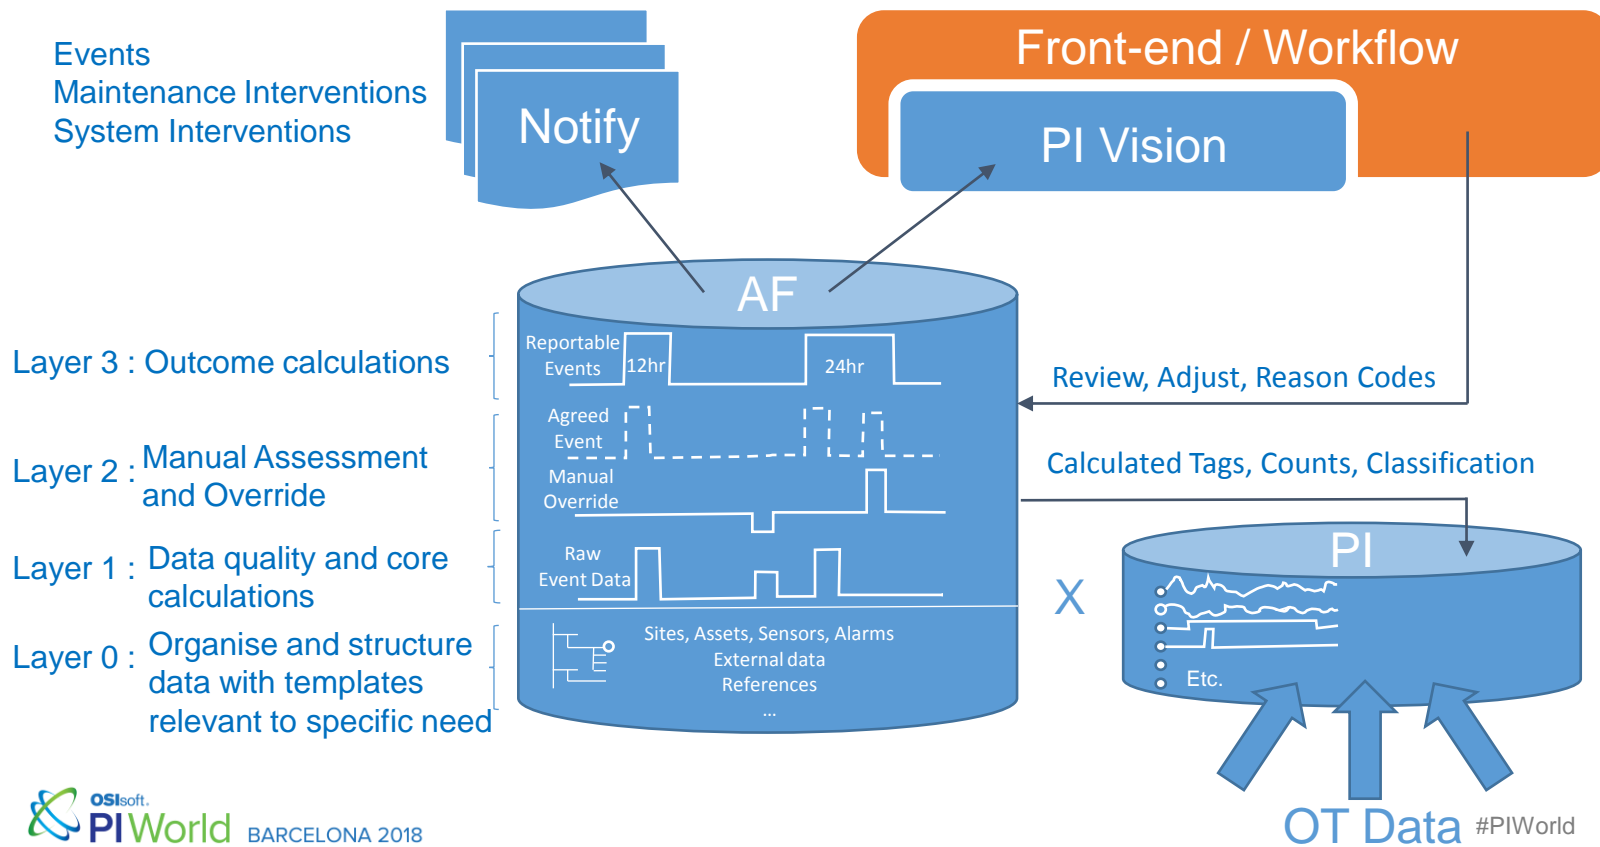 Events
Maintenance Interventions
System Interventions
Notify
Front-end / Workflow
PI Vision
AF
Layer 3 : Outcome calculations
Reportable
Events
12hr
24hr
Review, Adjust, Reason Codes
Layer 2 : Manual Assessment
and Override
Agreed
Event
Manual
Override
Calculated Tags, Counts, Classification
Layer 1 : Data quality and core
calculations
Raw
Event Data
X
PI
Etc.
Layer 0 : Organise and structure
data with templates
relevant to specific need
Sites, Assets, Sensors, Alarms
External data
References
...
OSIsoft.
PIWorld BARCELONA 2018
OT Data
#PIWorld